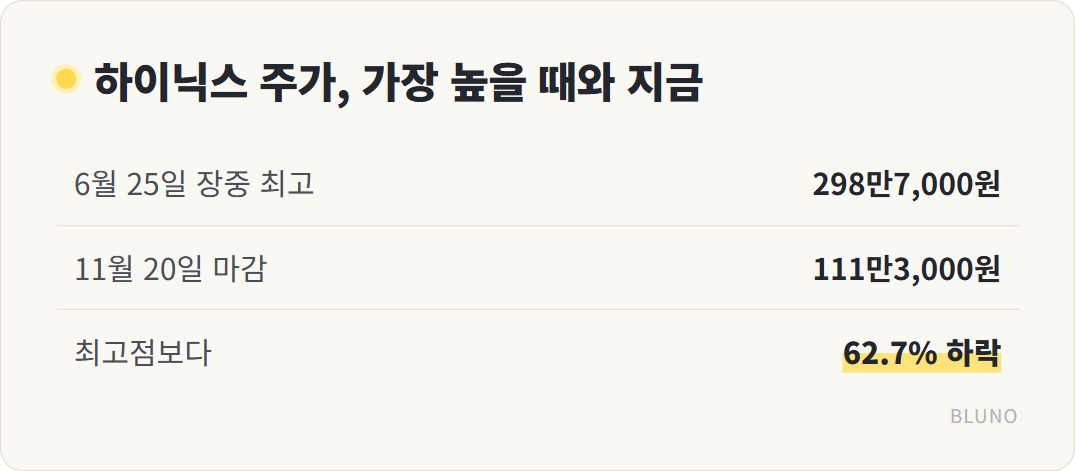 하이닉스 주가, 가장 높을 때와 지금
6월 25일 장중 최고 298만7,000원
11월 20일 마감 111만3,000원
최고점보다 62.7% 하락
BLUNO